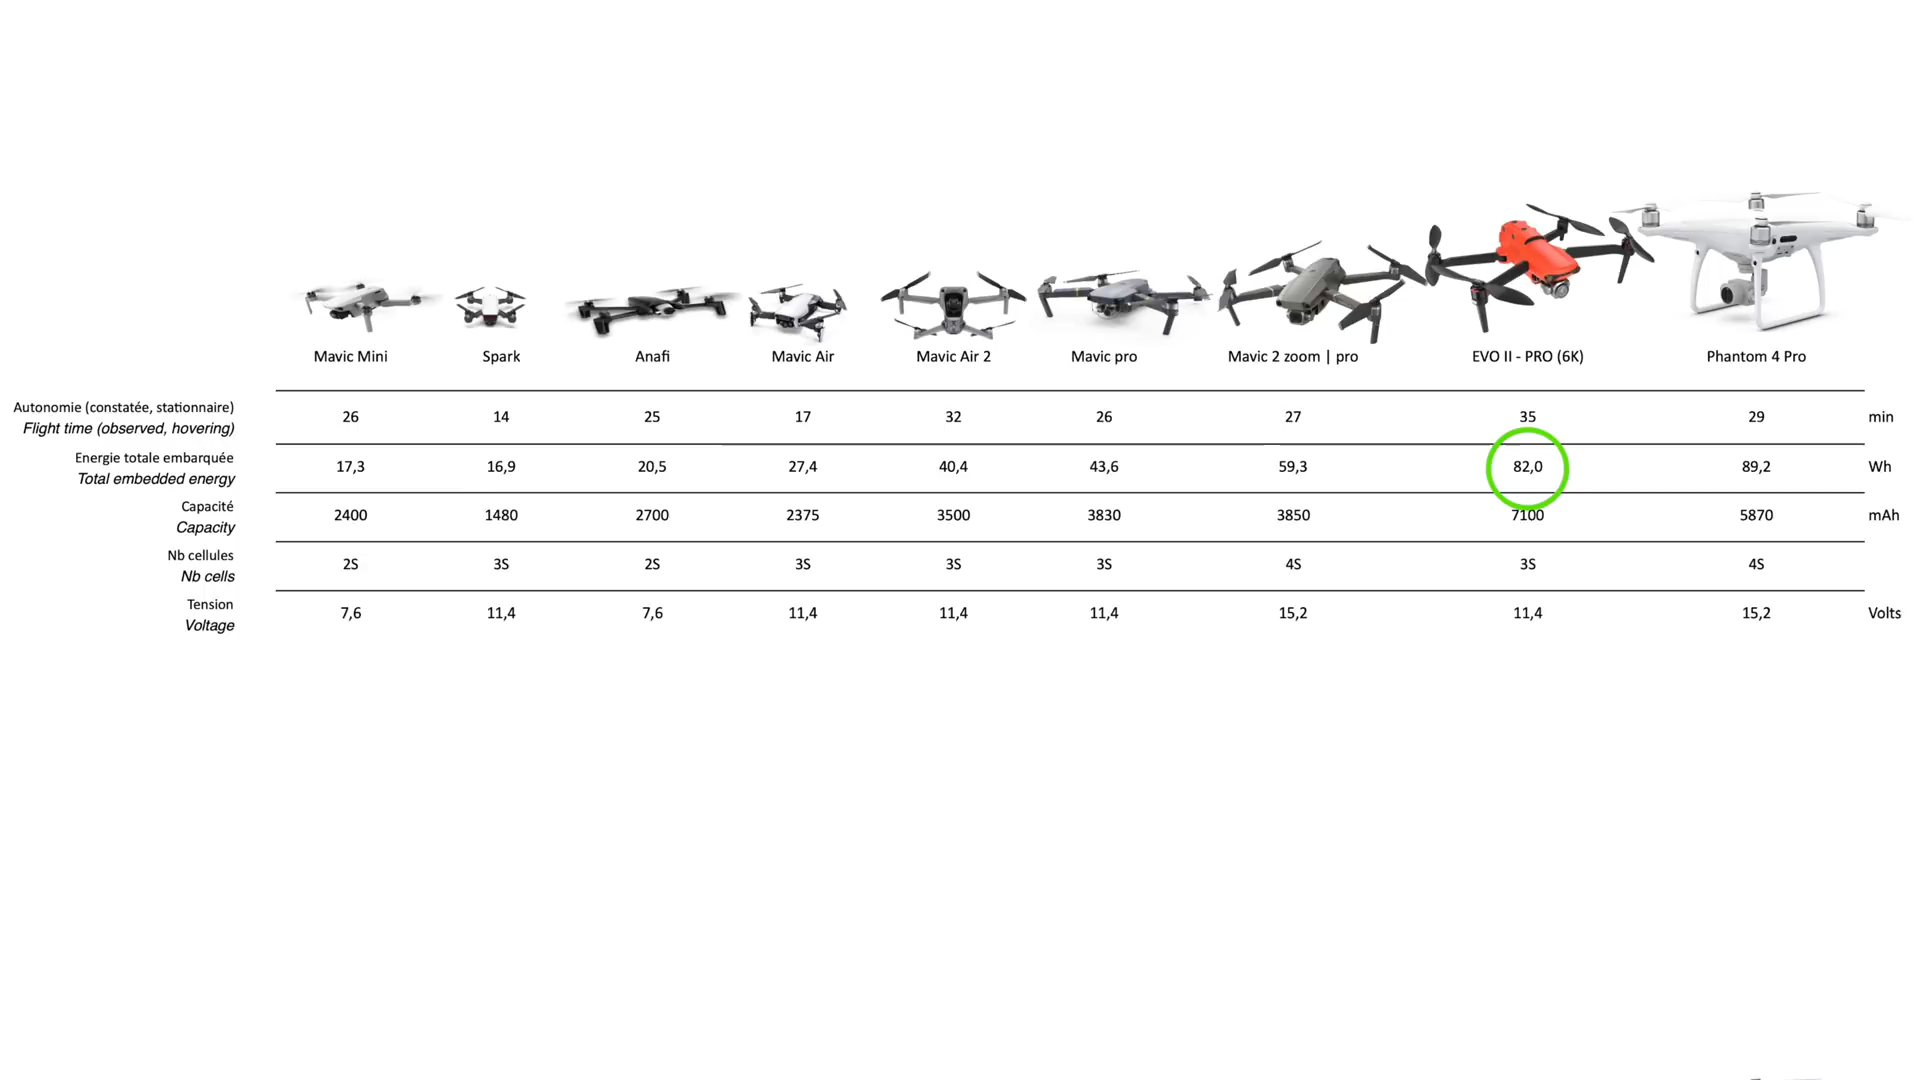 Mavic Mini Spark Anafi Mavic Air Mavic Air 2 Mavic pro Mavic 2 zoom | pro EVO II - PRO (6K) Phantom 4 Pro
Autonomie (constatée, stationnaire)
Flight time (observed, hovering)
26 14 25 17 32 26 27 35 29 min
Energie totale embarquée
Total embedded energy
17,3 16,9 20,5 27,4 40,4 43,6 59,3 82,0 89,2 Wh
Capacité
Capacity
2400 1480 2700 2375 3500 3830 3850 7100 5870 mAh
Nb cellules
Nb cells
2S 3S 2S 3S 3S 3S 4S 3S 4S
Tension
Voltage
7,6 11,4 7,6 11,4 11,4 11,4 15,2 11,4 15,2 Volts